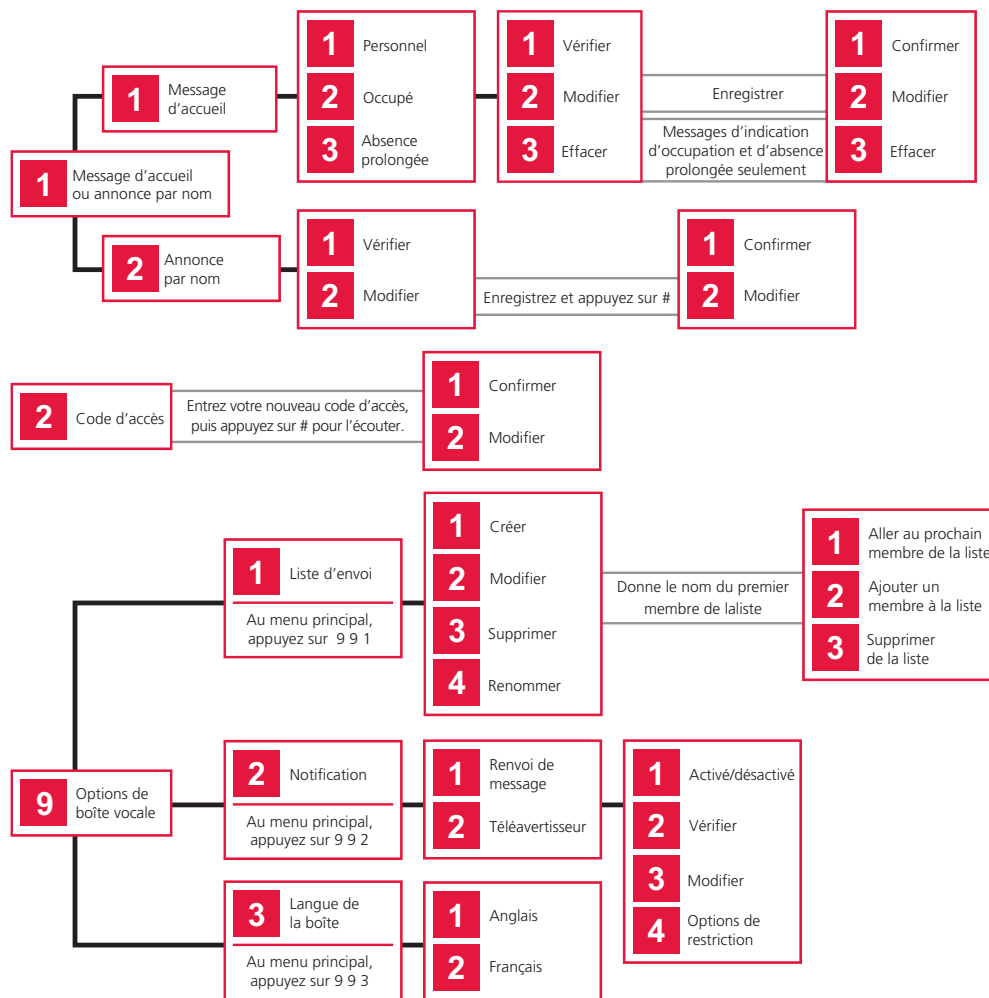 1 Message d'accueil ou annonce par nom
1 Message d'accueil
1 Personnel
2 Occupé
3 Absence prolongée
1 Vérifier
2 Modifier
3 Effacer
Enregistrer
Messages d'indication d'occupation et d'absence prolongée seulement
1 Confirmer
2 Modifier
3 Effacer
2 Annonce par nom
1 Vérifier
2 Modifier
Enregistrez et appuyez sur #
1 Confirmer
2 Modifier
2 Code d'accès
Entrez votre nouveau code d'accès, puis appuyez sur # pour l'écouter.
1 Confirmer
2 Modifier
9 Options de boîte vocale
1 Liste d'envoi
Au menu principal, appuyez sur 9 9 1
1 Créer
2 Modifier
3 Supprimer
4 Renommer
Donne le nom du premier membre de laliste
1 Aller au prochain membre de la liste
2 Ajouter un membre à la liste
3 Supprimer de la liste
2 Notification
Au menu principal, appuyez sur 9 9 2
1 Renvoi de message
2 Téléavertisseur
1 Activé/désactivé
2 Vérifier
3 Modifier
4 Options de restriction
3 Langue de la boîte
Au menu principal, appuyez sur 9 9 3
1 Anglais
2 Français